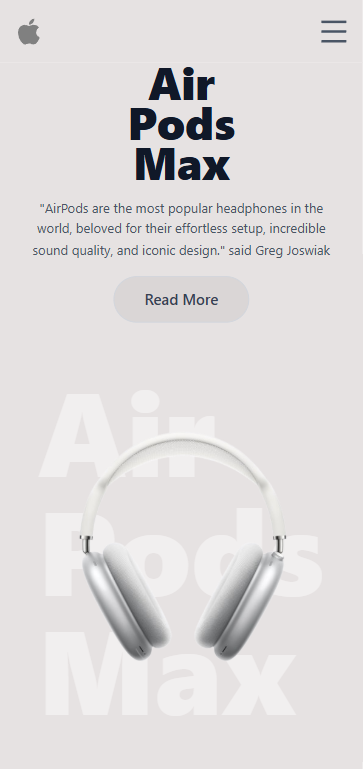 Air
Pods
Max
"AirPods are the most popular headphones in the
world, beloved for their effortless setup, incredible
sound quality, and iconic design." said Greg Joswiak
Read More
Air
Pods
Max